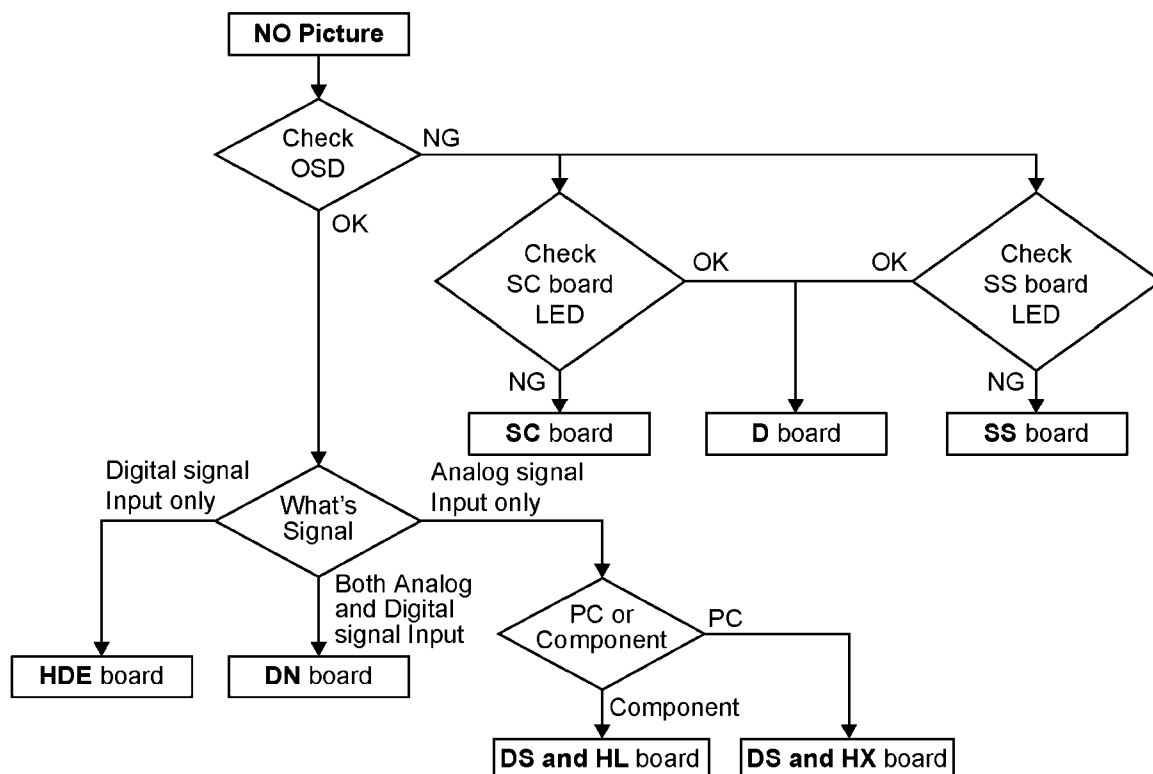 NO Picture
Check
OSD
NG
OK
Check
SC board
LED
OK
NG
OK
Check
SS board
LED
NG
SC board
D board
SS board
Digital signal
Input only
What's
Signal
Analog signal
Input only
Both Analog
and Digital
signal Input
PC or
Component
PC
Component
HDE board
DN board
DS and HL board
DS and HX board